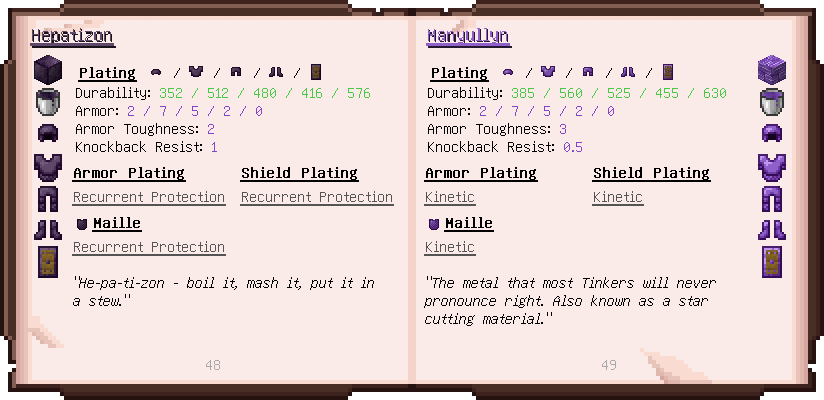 Hepatizon
Plating / / / /
Durability: 352 / 512 / 480 / 416 / 576
Armor: 2 / 7 / 5 / 2 / 0
Armor Toughness: 2
Knockback Resist: 1
Armor Plating Shield Plating
Recurrent Protection Recurrent Protection
Maille
Recurrent Protection
"He-pa-ti-zon - boil it, mash it, put it in
a stew."
48
Manyullyn
Plating / / / /
Durability: 385 / 560 / 525 / 455 / 630
Armor: 2 / 7 / 5 / 2 / 0
Armor Toughness: 3
Knockback Resist: 0.5
Armor Plating Shield Plating
Kinetic Kinetic
Maille
Kinetic
"The metal that most Tinkers will never
pronounce right. Also known as a star
cutting material."
49